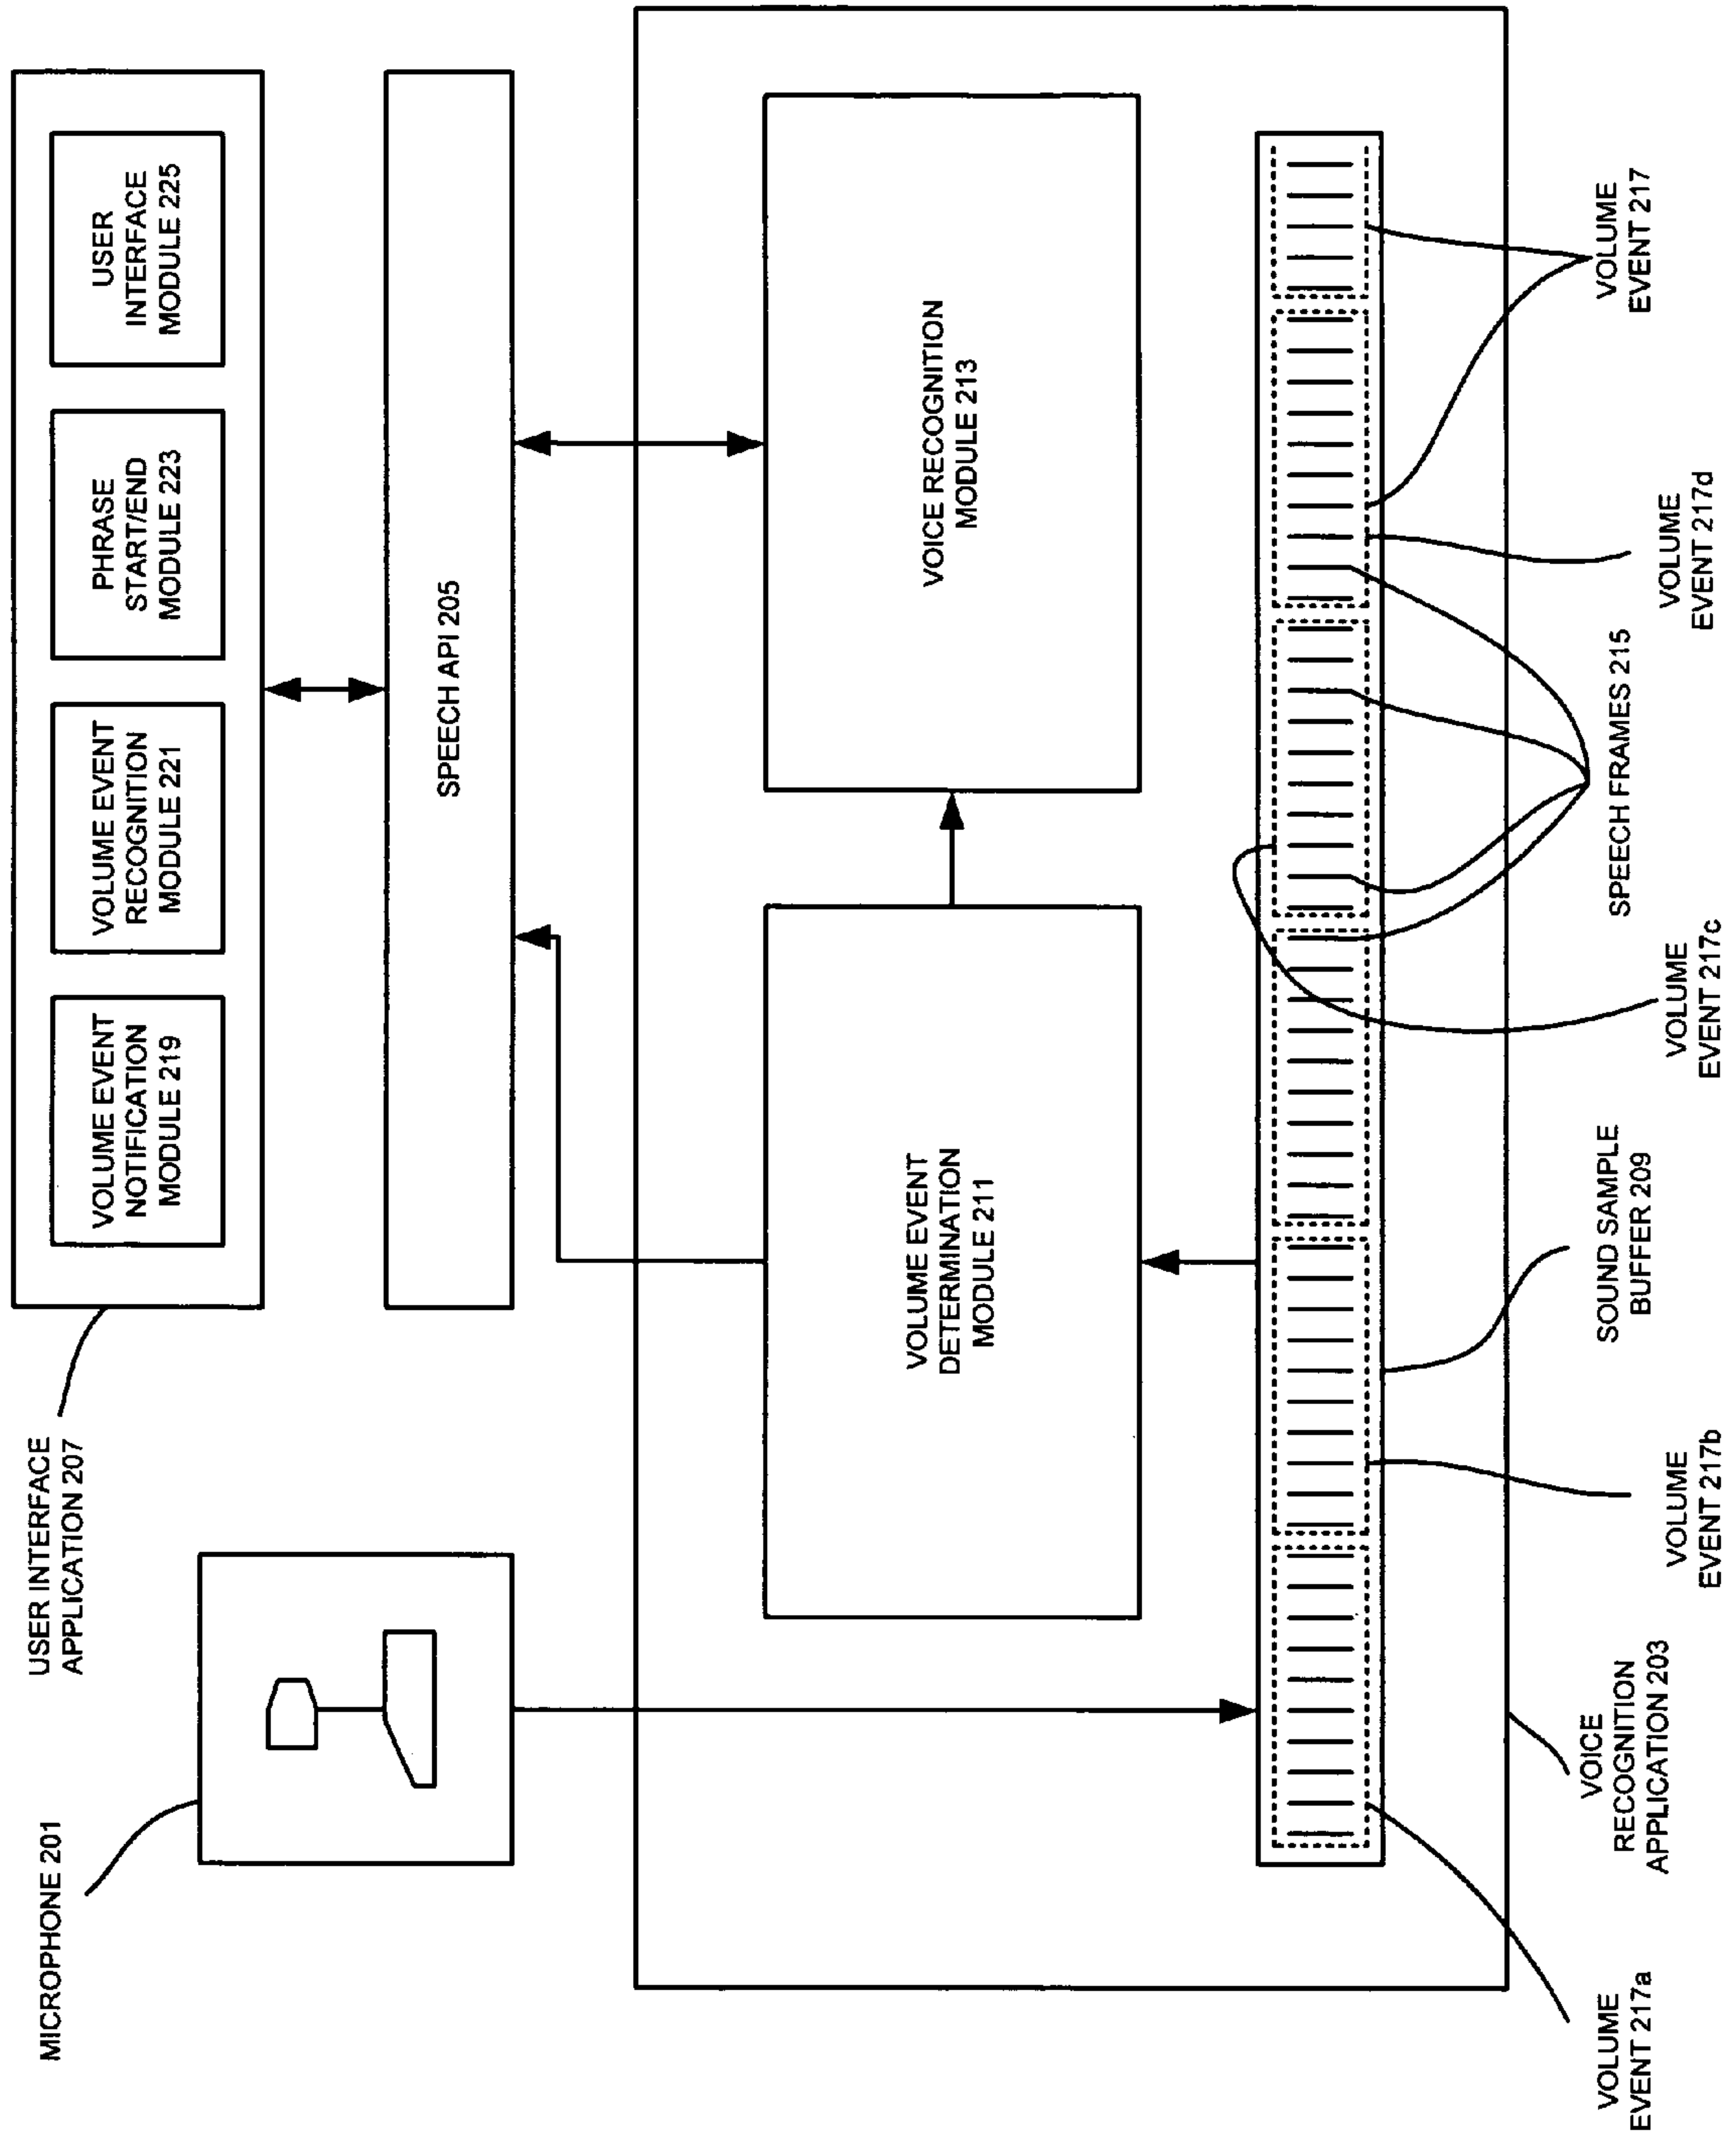 MICROPHONE 201
USER INTERFACE
APPLICATION 207
VOLUME EVENT
NOTIFICATION
MODULE 219
VOLUME EVENT
RECOGNITION
MODULE 221
PHRASE
START/END
MODULE 223
USER
INTERFACE
MODULE 225
SPEECH API 205
VOLUME EVENT
DETERMINATION
MODULE 211
VOICE RECOGNITION
MODULE 213
VOLUME
EVENT 217a
VOICE
RECOGNITION
APPLICATION 203
VOLUME
EVENT 217b
SOUND SAMPLE
BUFFER 209
VOLUME
EVENT 217c
SPEECH FRAMES 215
VOLUME
EVENT 217d
VOLUME
EVENT 217